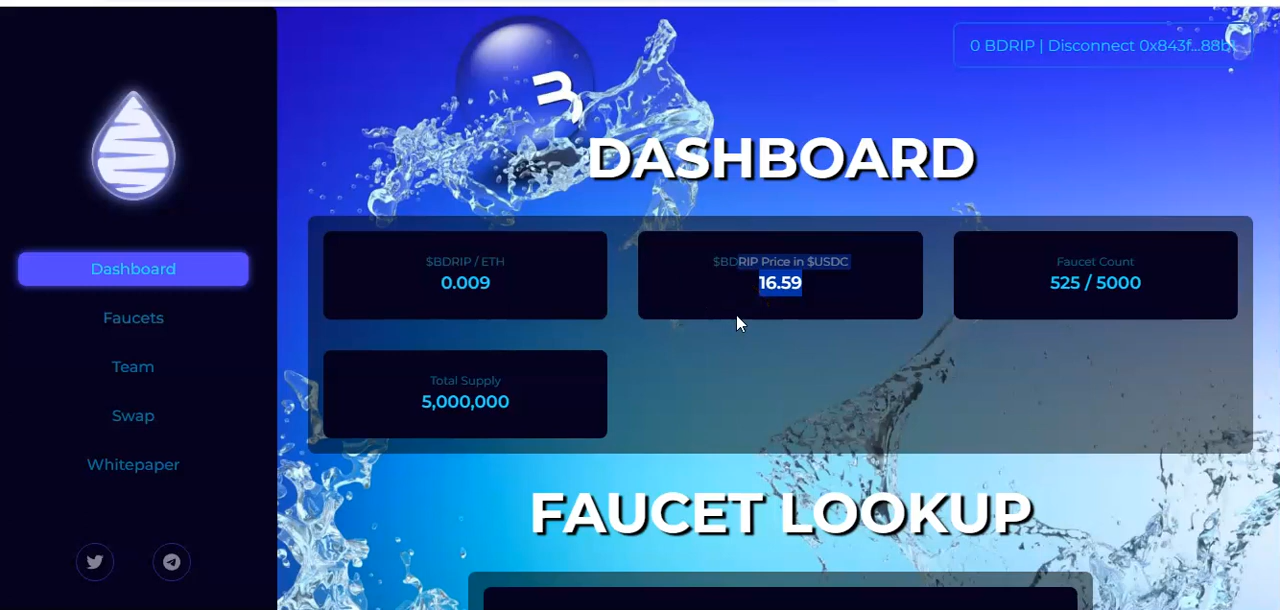 0 BDRIP | Disconnect 0x843f...88b
DASHBOARD
Dashboard
Faucets
Team
Swap
Whitepaper
$BDRIP / ETH
0.009
$BDRIP Price in $USDC
16.59
Faucet Count
525 / 5000
Total Supply
5,000,000
FAUCET LOOKUP